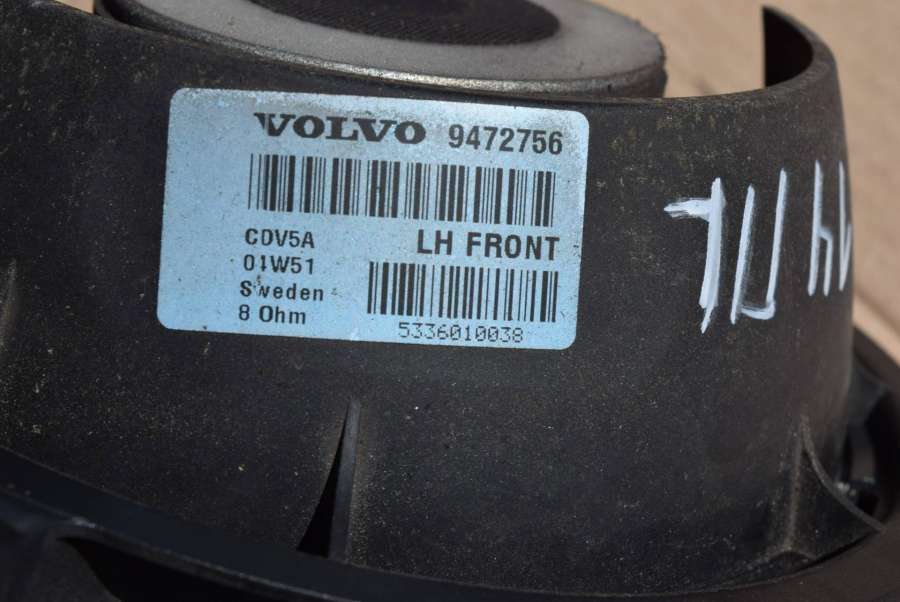 VOLVO 9472756
CDV5A
LH FRONT
01W51
Sweden
8 Ohm
5336010038